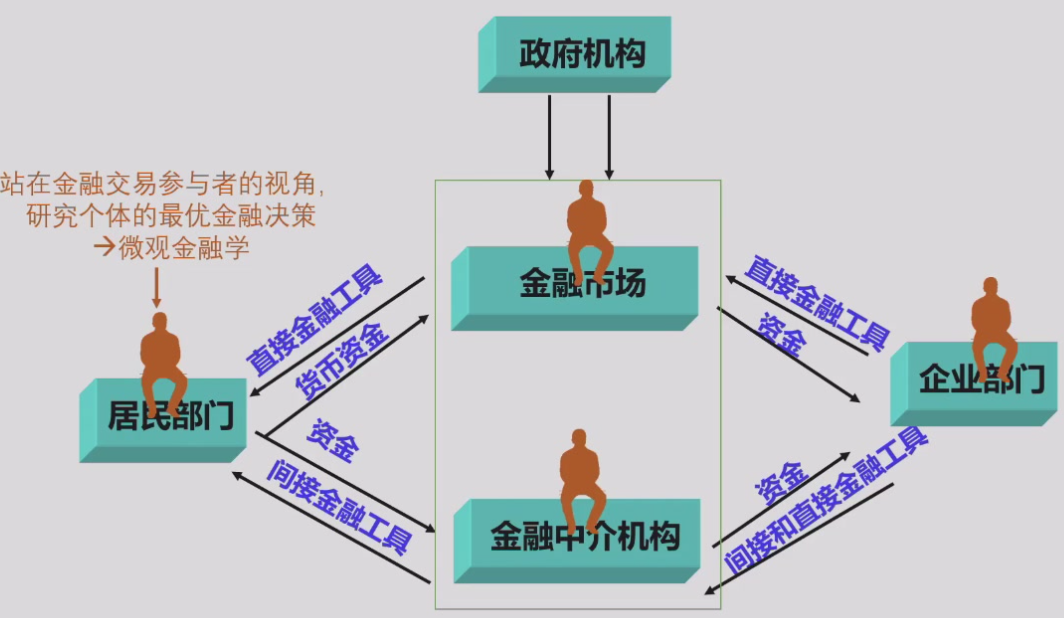 政府机构
站在金融交易参与者的视角,
研究个体的最优金融决策
→微观金融学
金融市场
直接金融工具
货币资金
直接金融工具
资金
居民部门
企业部门
资金
间接金融工具
金融中介机构
资金
间接和直接金融工具